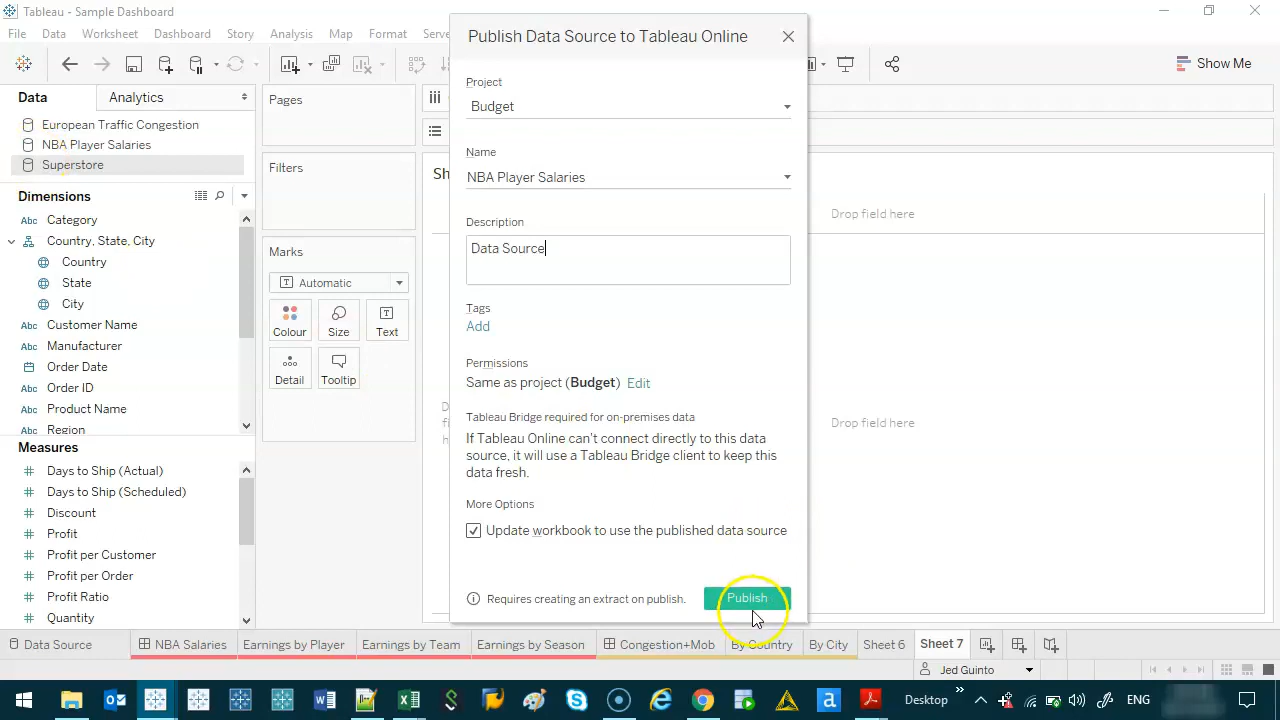 Tableau - Sample Dashboard
File Data Worksheet Dashboard Story Analysis Map Format Serve
Show Me
Data Analytics
European Traffic Congestion
NBA Player Salaries
Superstore
Dimensions
Abc Category
Country, State, City
Country
State
City
Abc Customer Name
Abc Manufacturer
Order Date
Abc Order ID
Abc Product Name
Abc Region
Measures
Days to Ship (Actual)
Days to Ship (Scheduled)
Discount
Profit
Profit per Customer
Profit per Order
Profit Ratio
Quantity
Pages
Filters
Marks
Automatic
Colour Size Text
Detail Tooltip
Sh
Drop field here
Drop field here
Publish Data Source to Tableau Online
Project
Budget
Name
NBA Player Salaries
Description
Data Source
Tags
Add
Permissions
Same as project (Budget) Edit
Tableau Bridge required for on-premises data
If Tableau Online can't connect directly to this data
source, it will use a Tableau Bridge client to keep this
data fresh.
More Options
Update workbook to use the published data source
Requires creating an extract on publish.
Publish
Data Source NBA Salaries Earnings by Player Earnings by Team Earnings by Season Congestion+Mob By Country By City Sheet 6 Sheet 7
Jed Guinto
Desktop
ENG